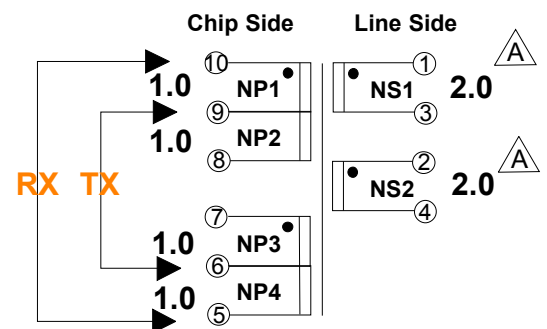 Chip Side Line Side
10 1 A
1.0 NP1 NS1 2.0
9 3
1.0 NP2
8 2 A
RX TX NS2 2.0
7 4
1.0 NP3
6
1.0 NP4
5